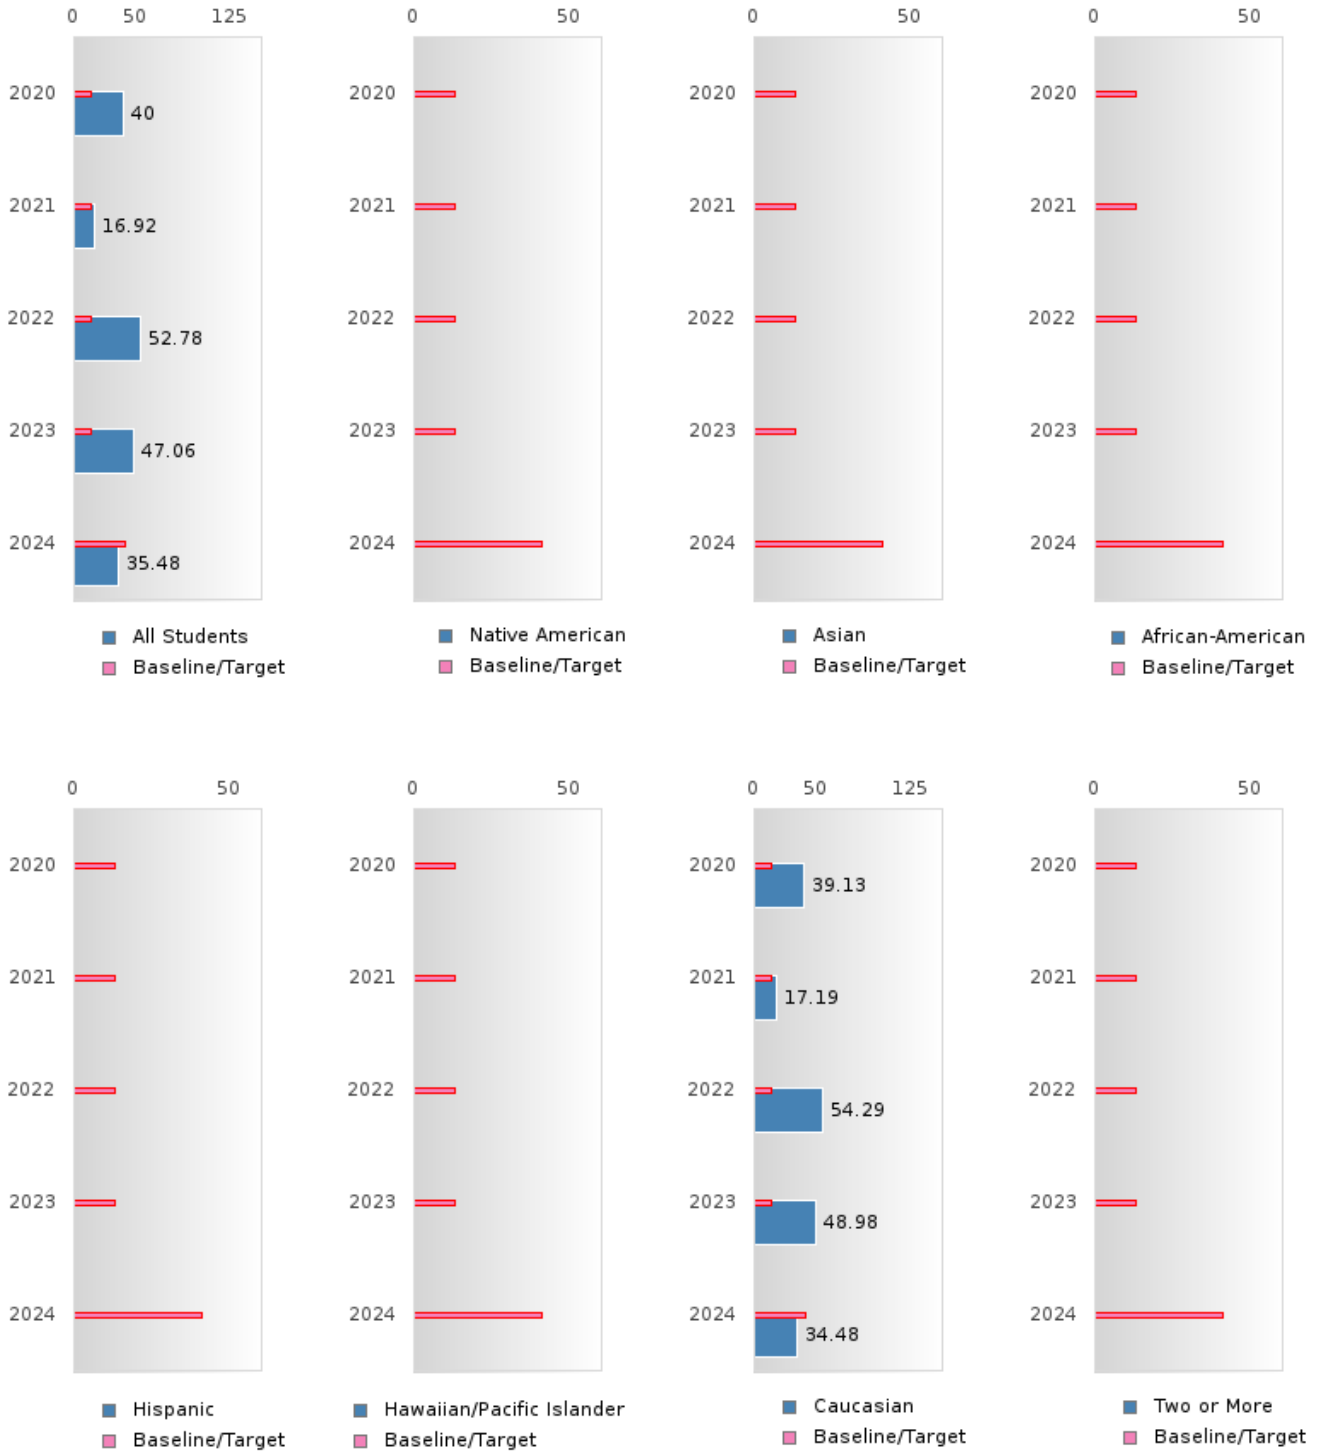 0 50 125
0 50
0 50
0 50
2020 40
2020
2020
2020
2021 16.92
2021
2021
2021
2022 52.78
2022
2022
2022
2023 47.06
2023
2023
2023
2024 35.48
2024
2024
2024
All Students
Baseline/Target
Native American
Baseline/Target
Asian
Baseline/Target
African-American
Baseline/Target
0 50
0 50
0 50 125
0 50
2020
2020
2020 39.13
2020
2021
2021
2021 17.19
2021
2022
2022
2022 54.29
2022
2023
2023
2023 48.98
2023
2024
2024
2024 34.48
2024
Hispanic
Baseline/Target
Hawaiian/Pacific Islander
Baseline/Target
Caucasian
Baseline/Target
Two or More
Baseline/Target